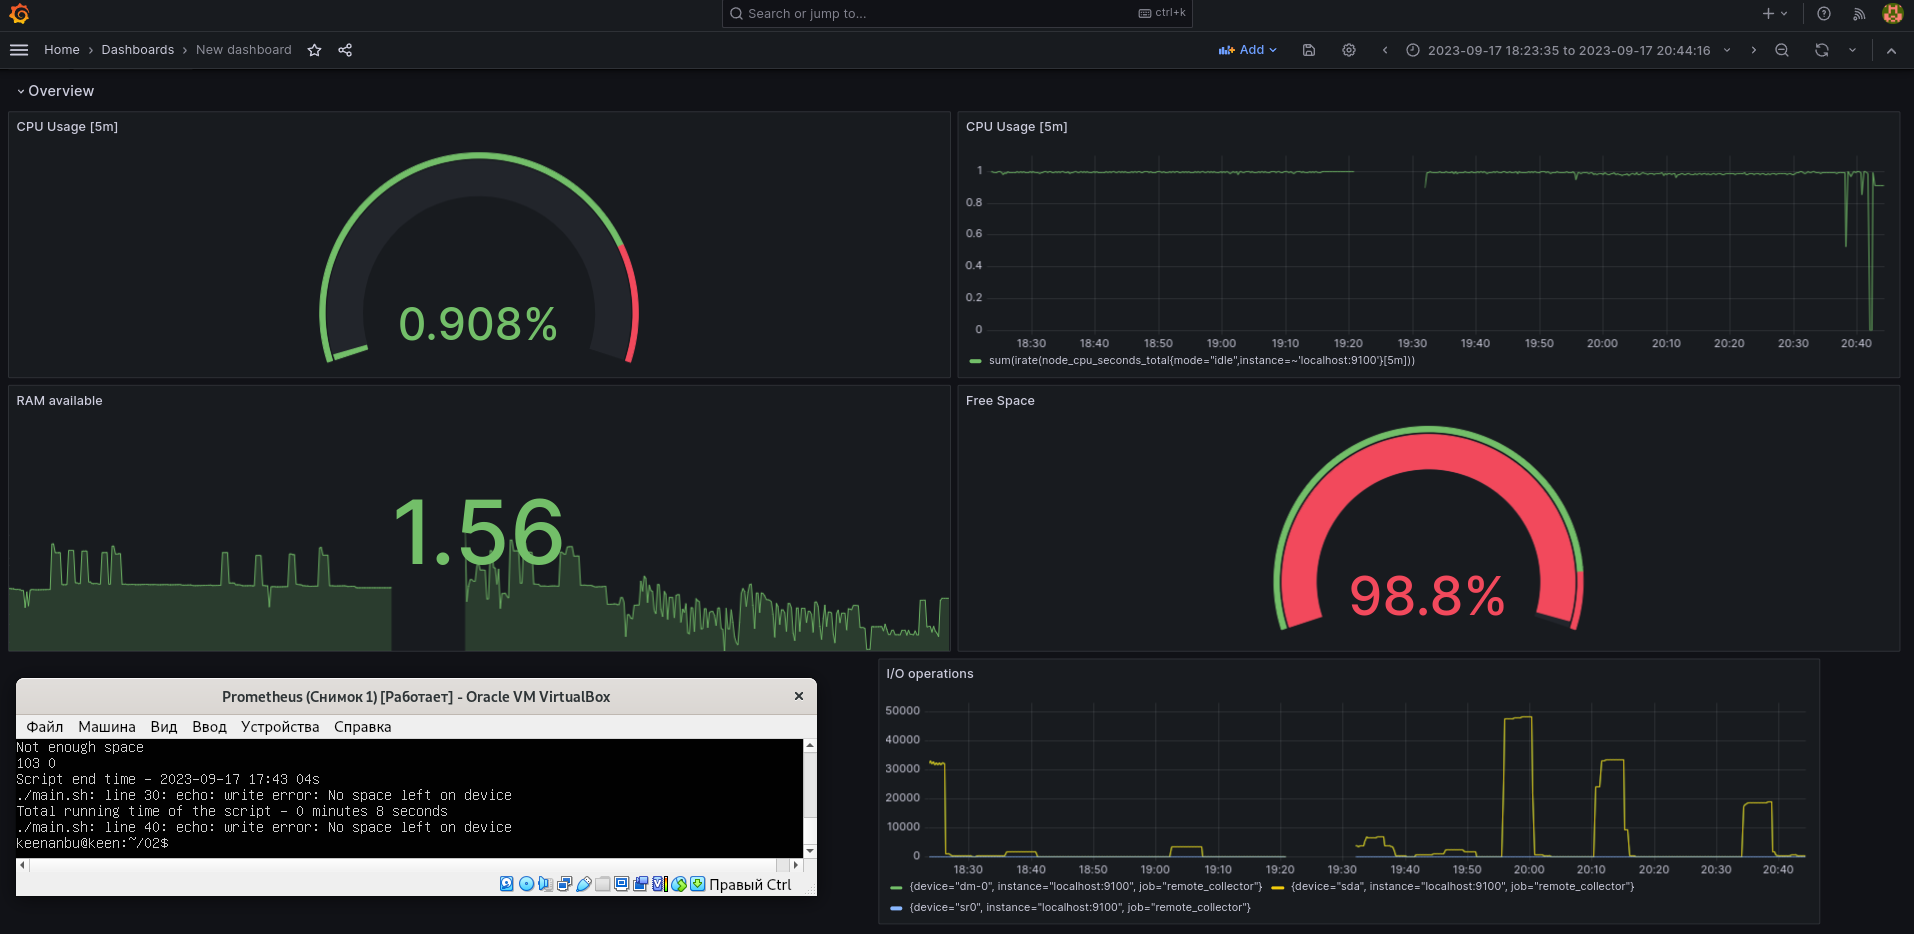 Search or jump to... ctrl+k
Home › Dashboards › New dashboard Add 2023-09-17 18:23:35 to 2023-09-17 20:44:16
Overview
CPU Usage [5m]
0.908%
CPU Usage [5m]
1
0.8
0.6
0.4
0.2
0
18:30 18:40 18:50 19:00 19:10 19:20 19:30 19:40 19:50 20:00 20:10 20:20 20:30 20:40
sum(irate(node_cpu_seconds_total{mode="idle",instance=~'localhost:9100'}[5m]))
RAM available
1.56
Free Space
98.8%
Prometheus (Снимок 1) [Работает] - Oracle VM VirtualBox
Файл Машина Вид Ввод Устройства Справка
Not enough space
103 0
Script end time - 2023-09-17 17:43 04s
./main.sh: line 30: echo: write error: No space left on device
Total running time of the script - 0 minutes 8 seconds
./main.sh: line 40: echo: write error: No space left on device
keenanbu@keen:~/02$
Правый Ctrl
I/O operations
50000
40000
30000
20000
10000
0
18:30 18:40 18:50 19:00 19:10 19:20 19:30 19:40 19:50 20:00 20:10 20:20 20:30 20:40
{device="dm-0", instance="localhost:9100", job="remote_collector"} {device="sda", instance="localhost:9100", job="remote_collector"}
{device="sr0", instance="localhost:9100", job="remote_collector"}